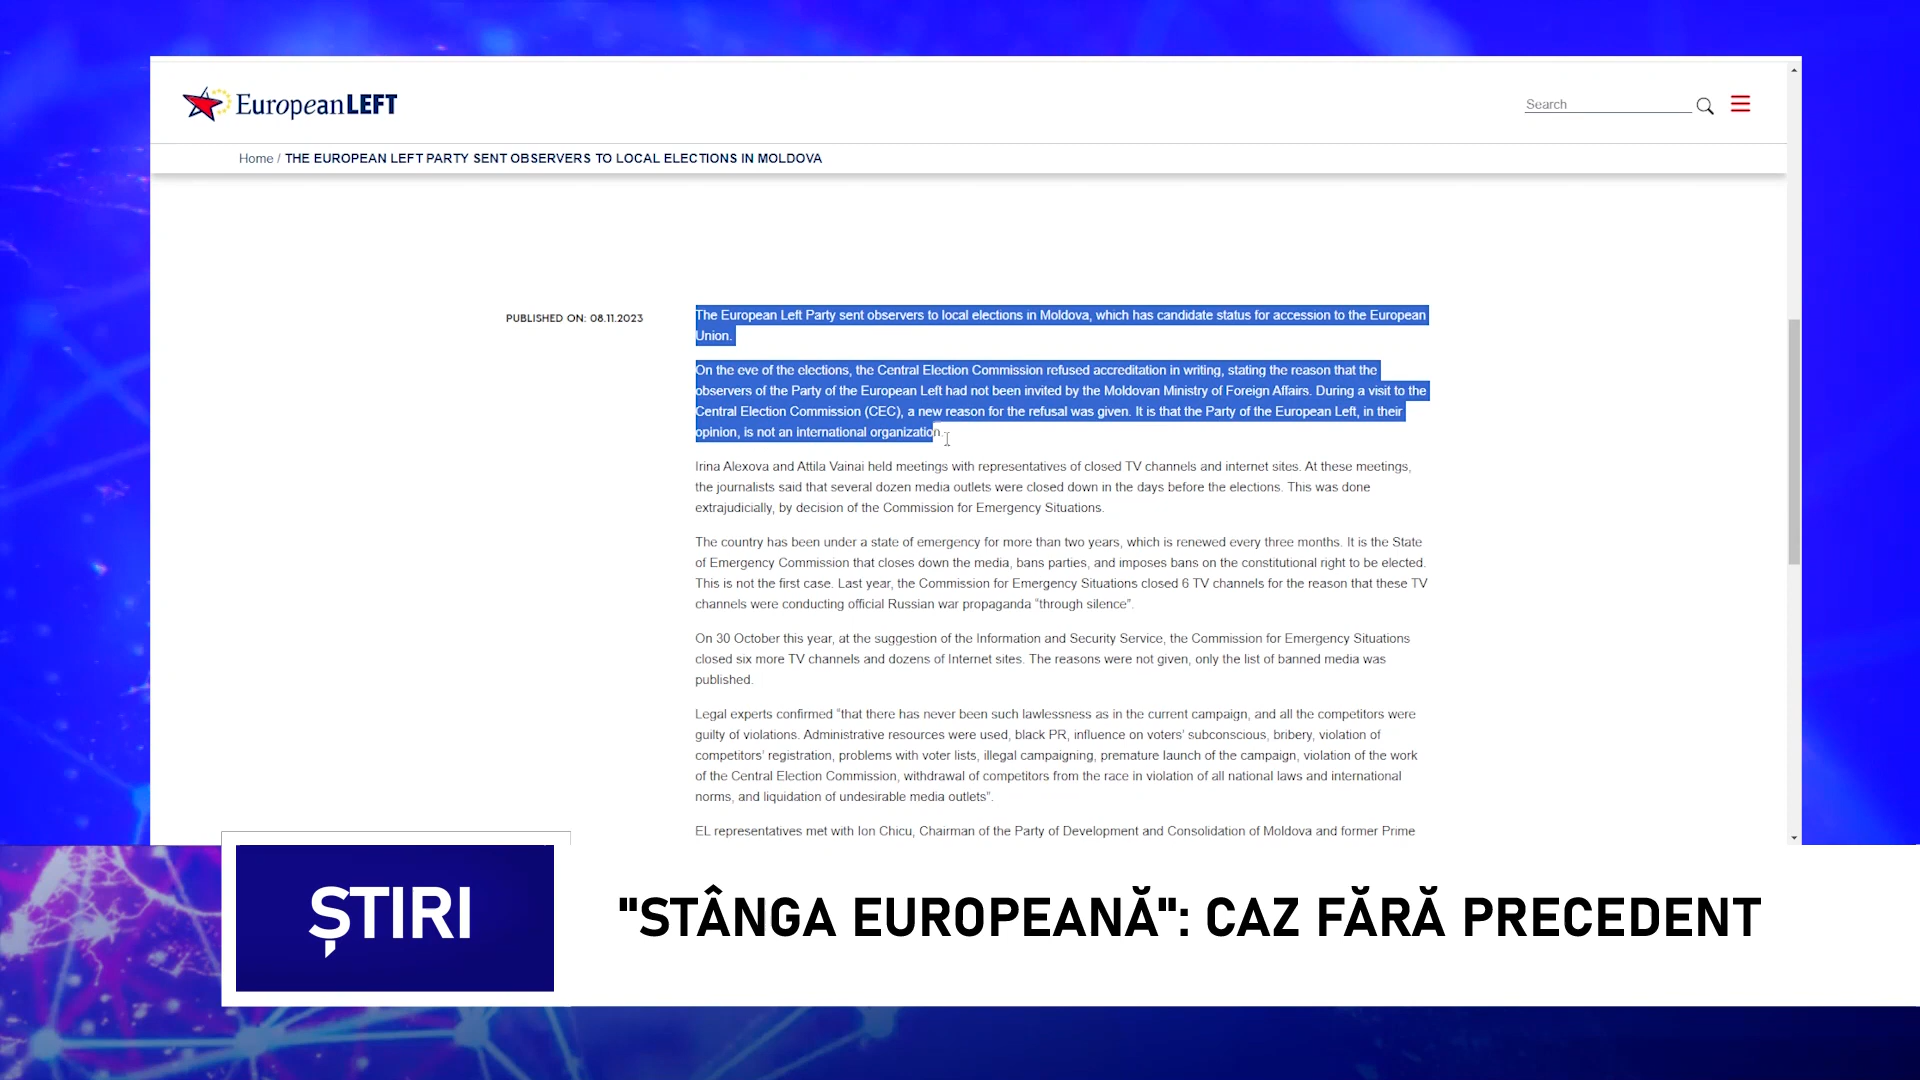 EuropeanLEFT
Search
Home / THE EUROPEAN LEFT PARTY SENT OBSERVERS TO LOCAL ELECTIONS IN MOLDOVA
PUBLISHED ON: 08.11.2023
The European Left Party sent observers to local elections in Moldova, which has candidate status for accession to the European
Union.
On the eve of the elections, the Central Election Commission refused accreditation in writing, stating the reason that the
observers of the Party of the European Left had not been invited by the Moldovan Ministry of Foreign Affairs. During a visit to the
Central Election Commission (CEC), a new reason for the refusal was given. It is that the Party of the European Left, in their
opinion, is not an international organization.
Irina Alexova and Attila Vainai held meetings with representatives of closed TV channels and internet sites. At these meetings,
the journalists said that several dozen media outlets were closed down in the days before the elections. This was done
extrajudicially, by decision of the Commission for Emergency Situations.
The country has been under a state of emergency for more than two years, which is renewed every three months. It is the State
of Emergency Commission that closes down the media, bans parties, and imposes bans on the constitutional right to be elected.
This is not the first case. Last year, the Commission for Emergency Situations closed 6 TV channels for the reason that these TV
channels were conducting official Russian war propaganda “through silence”.
On 30 October this year, at the suggestion of the Information and Security Service, the Commission for Emergency Situations
closed six more TV channels and dozens of Internet sites. The reasons were not given, only the list of banned media was
published.
Legal experts confirmed “that there has never been such lawlessness as in the current campaign, and all the competitors were
guilty of violations. Administrative resources were used, black PR, influence on voters’ subconscious, bribery, violation of
competitors’ registration, problems with voter lists, illegal campaigning, premature launch of the campaign, violation of the work
of the Central Election Commission, withdrawal of competitors from the race in violation of all national laws and international
norms, and liquidation of undesirable media outlets”.
EL representatives met with Ion Chicu, Chairman of the Party of Development and Consolidation of Moldova and former Prime
ȘTIRI
"STÂNGA EUROPEANĂ": CAZ FĂRĂ PRECEDENT